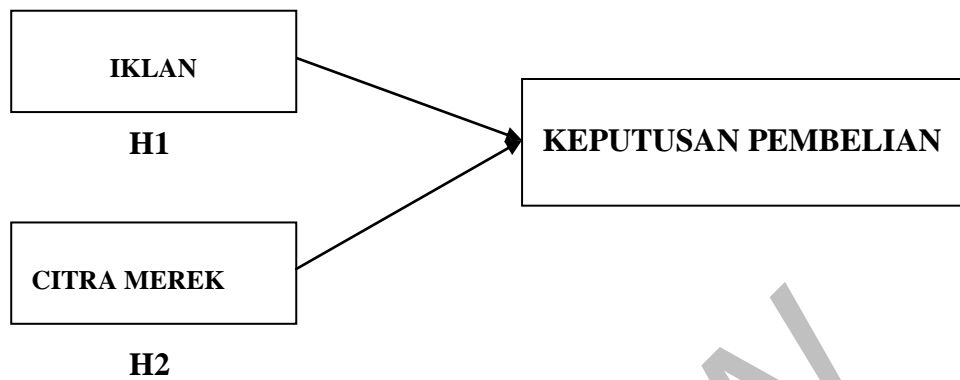 IKLAN
H1
KEPUTUSAN PEMBELIAN
CITRA MEREK
H2